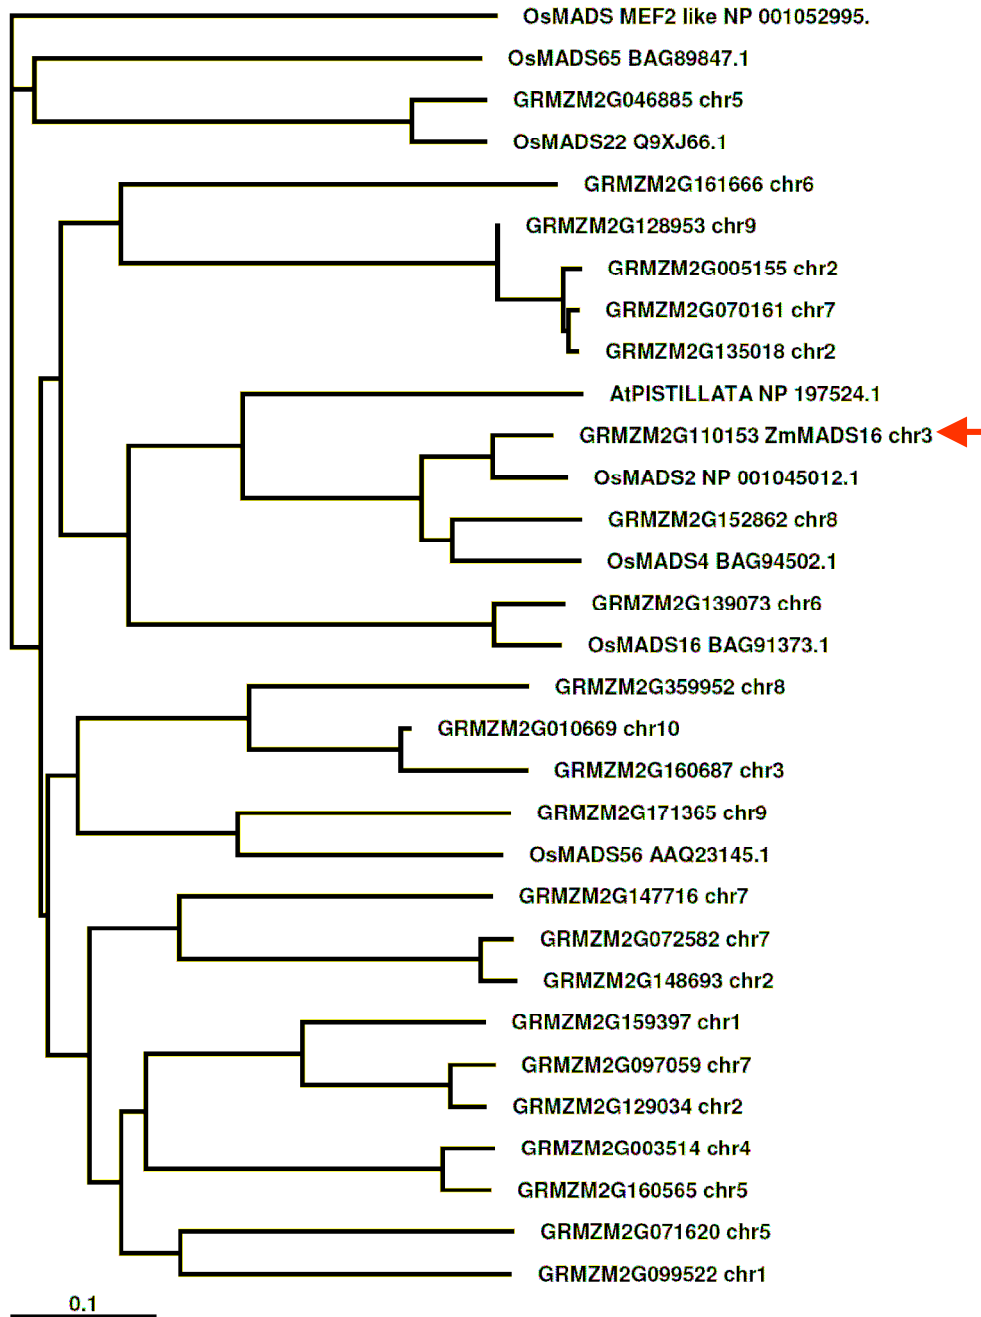 OsMADS MEF2 like NP 001052995.
OsMADS65 BAG89847.1
GRMZM2G046885 chr5
OsMADS22 Q9XJ66.1
GRMZM2G161666 chr6
GRMZM2G128953 chr9
GRMZM2G005155 chr2
GRMZM2G070161 chr7
GRMZM2G135018 chr2
AtPISTILLATA NP 197524.1
GRMZM2G110153 ZmMADS16 chr3
OsMADS2 NP 001045012.1
GRMZM2G152862 chr8
OsMADS4 BAG94502.1
GRMZM2G139073 chr6
OsMADS16 BAG91373.1
GRMZM2G359952 chr8
GRMZM2G010669 chr10
GRMZM2G160687 chr3
GRMZM2G171365 chr9
OsMADS56 AAQ23145.1
GRMZM2G147716 chr7
GRMZM2G072582 chr7
GRMZM2G148693 chr2
GRMZM2G159397 chr1
GRMZM2G097059 chr7
GRMZM2G129034 chr2
GRMZM2G003514 chr4
GRMZM2G160565 chr5
GRMZM2G071620 chr5
GRMZM2G099522 chr1
0.1